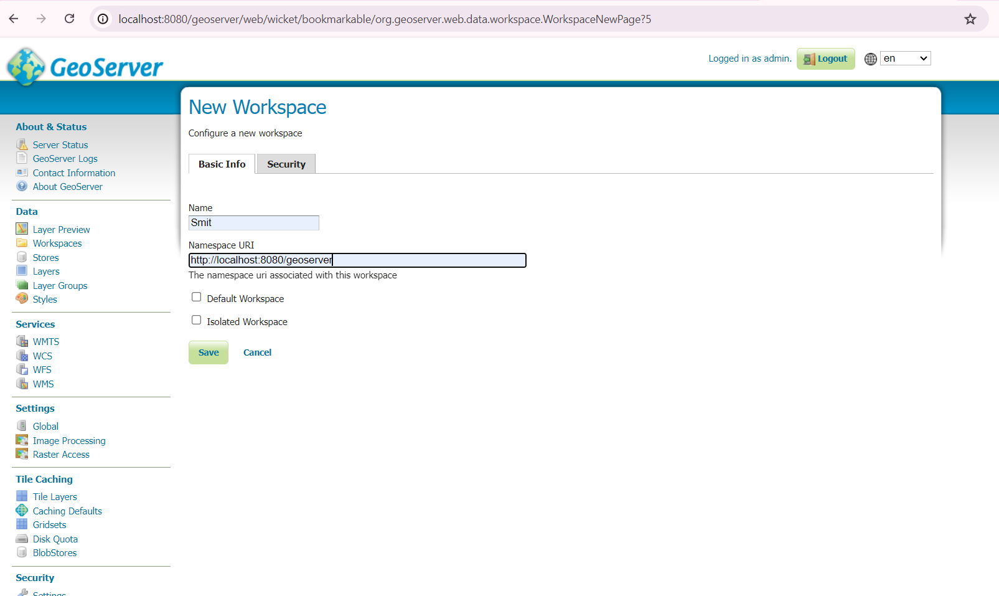 localhost:8080/geoserver/web/wicket/bookmarkable/org.geoserver.web.data.workspace.WorkspaceNewPage?5
GeoServer
Logged in as admin. Logout en
New Workspace
Configure a new workspace
Basic Info Security
Name
Smit
Namespace URI
http://localhost:8080/geoserver
The namespace uri associated with this workspace
Default Workspace
Isolated Workspace
Save Cancel
About & Status
Server Status
GeoServer Logs
Contact Information
About GeoServer
Data
Layer Preview
Workspaces
Stores
Layers
Layer Groups
Styles
Services
WMTS
WCS
WFS
WMS
Settings
Global
Image Processing
Raster Access
Tile Caching
Tile Layers
Caching Defaults
Gridsets
Disk Quota
BlobStores
Security
Settings